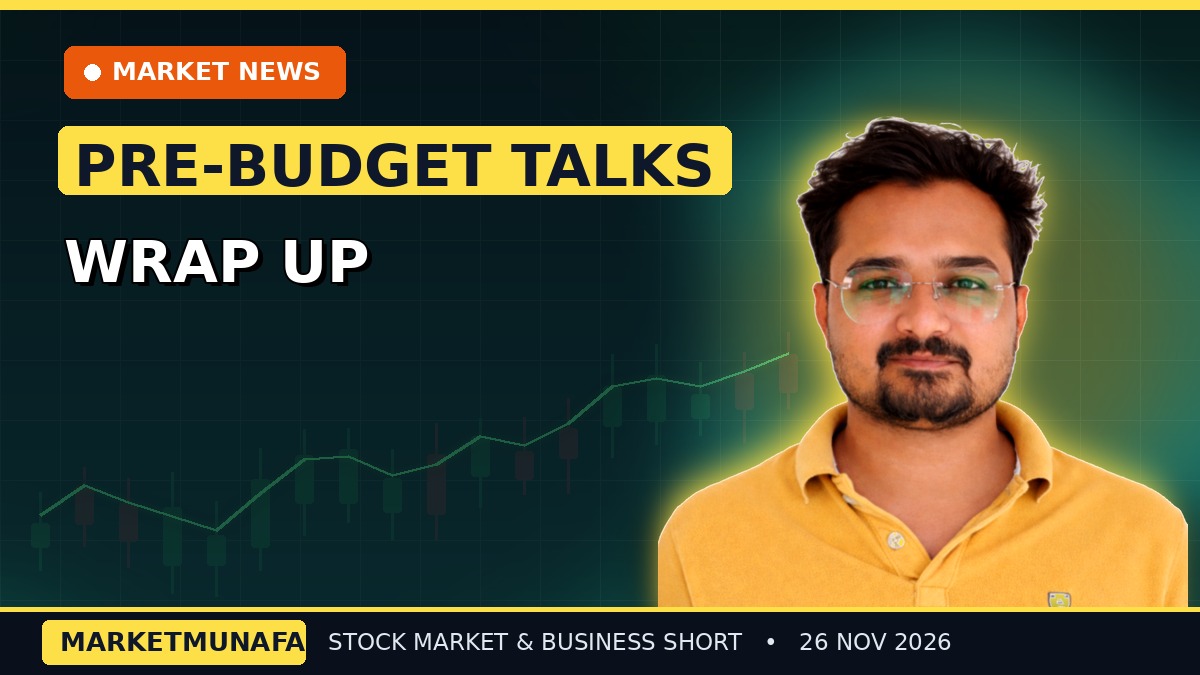 MARKET NEWS
PRE-BUDGET TALKS
WRAP UP
MARKETMUNAFA STOCK MARKET & BUSINESS SHORT • 26 NOV 2026